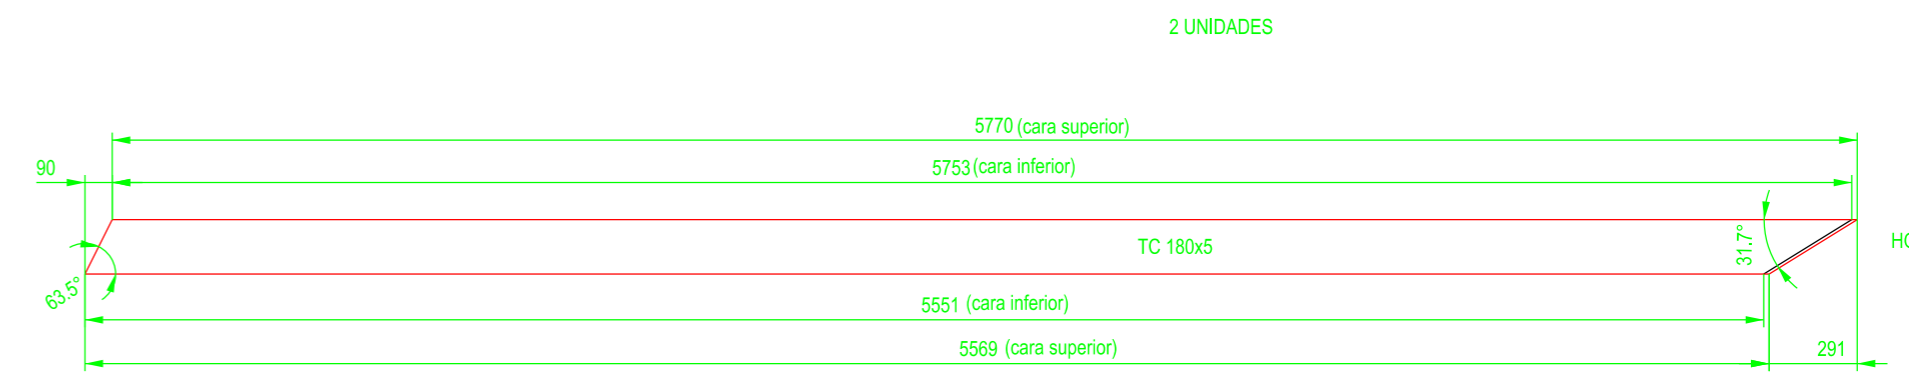 2 UNIDADES
5770 (cara superior)
90
5753 (cara inferior)
TC 180x5
31.7°
63.5°
5551 (cara inferior)
5569 (cara superior)
291